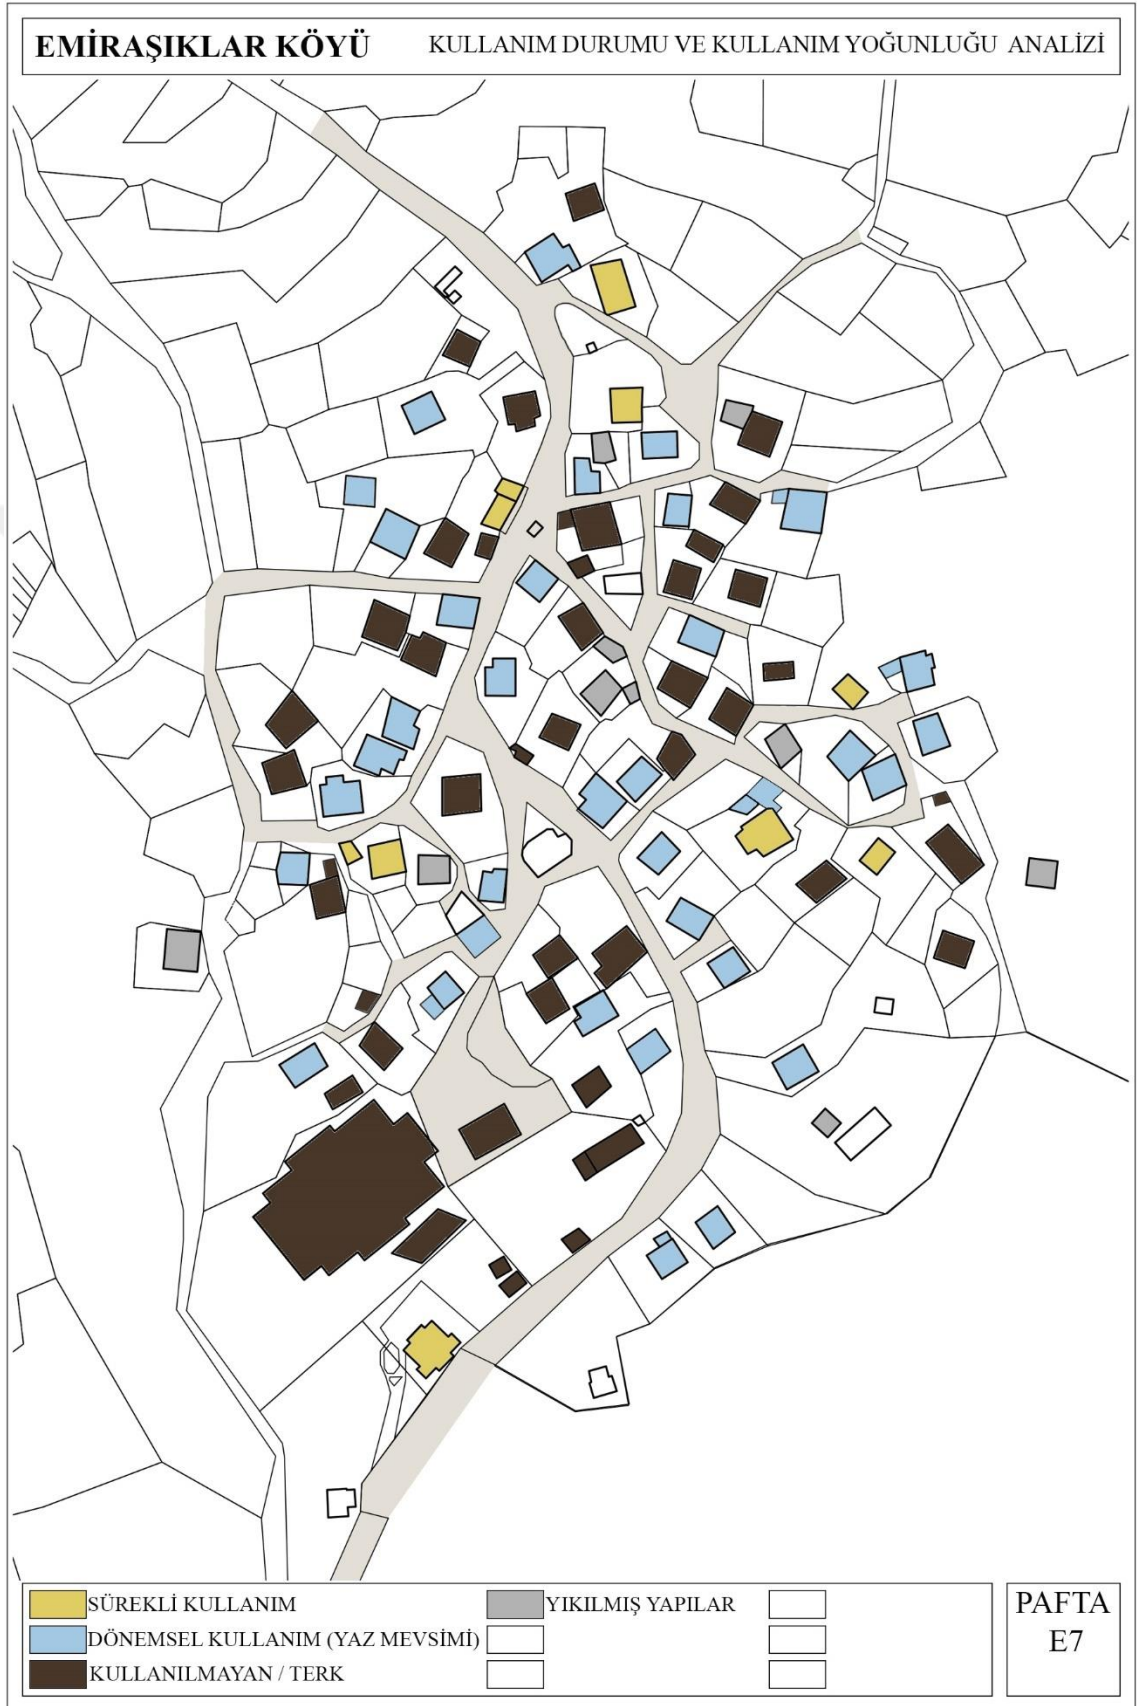 EMİRAŞIKLAR KÖYÜ KULLANIM DURUMU VE KULLANIM YOĞUNLUĞU ANALİZİ
SÜREKLİ KULLANIM
DÖNEMSEL KULLANIM (YAZ MEVSİMİ)
KULLANILMAYAN / TERK
YIKILMIŞ YAPILAR
PAFTA
E7